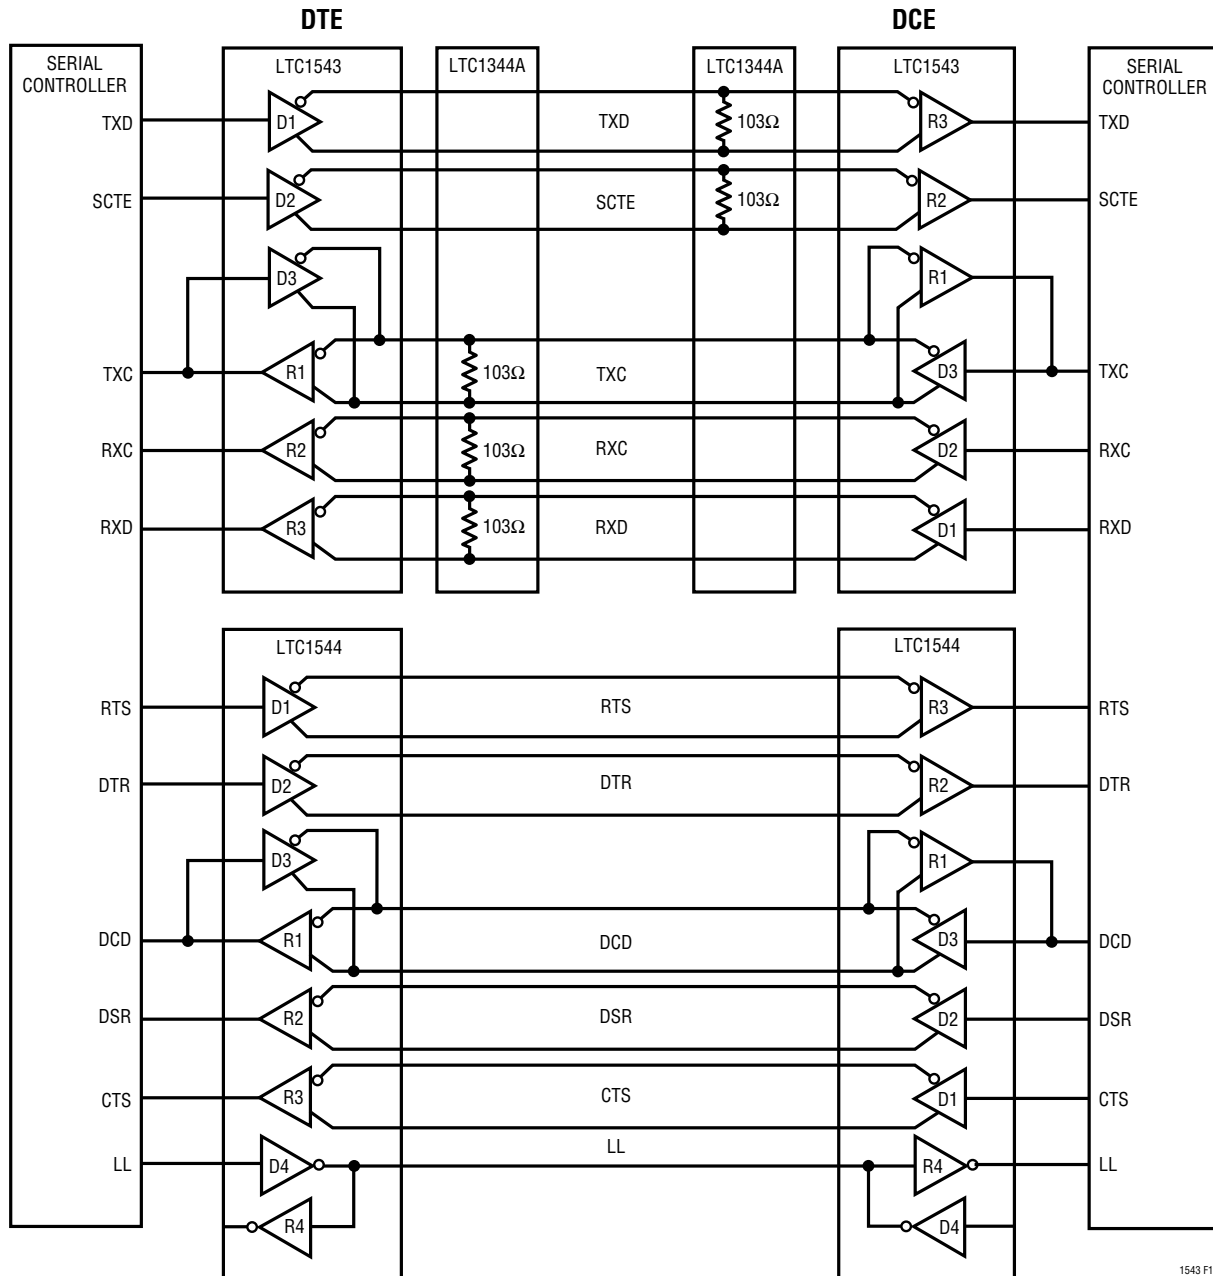 DTE
DCE
SERIAL CONTROLLER
LTC1543
LTC1344A
LTC1344A
LTC1543
SERIAL CONTROLLER
TXD
D1
TXD
103Ω
R3
TXD
SCTE
D2
SCTE
103Ω
R2
SCTE
D3
R1
TXC
R1
103Ω
TXC
D3
TXC
RXC
R2
103Ω
RXC
D2
RXC
RXD
R3
103Ω
RXD
D1
RXD
LTC1544
LTC1544
RTS
D1
RTS
R3
RTS
DTR
D2
DTR
R2
DTR
D3
R1
DCD
R1
DCD
D3
DCD
DSR
R2
DSR
D2
DSR
CTS
R3
CTS
D1
CTS
LL
D4
LL
R4
LL
R4
D4
1543 F1